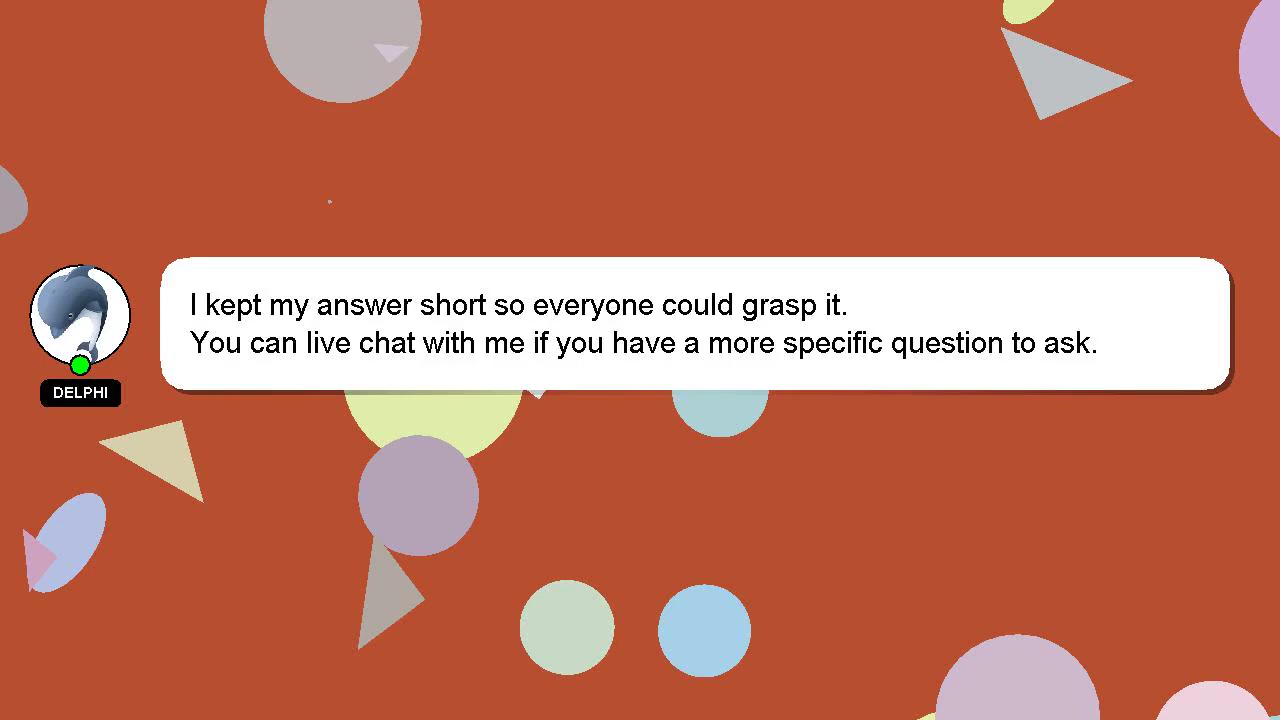 I kept my answer short so everyone could grasp it.
You can live chat with me if you have a more specific question to ask.
DELPHI